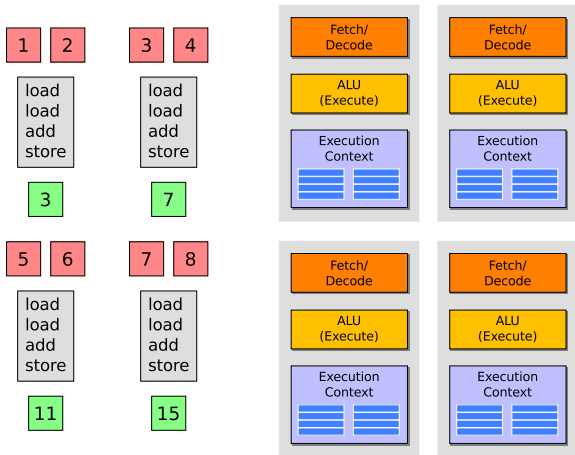 1 2
load
load
add
store
3
3 4
load
load
add
store
7
Fetch/
Decode
ALU
(Execute)
Execution
Context
Fetch/
Decode
ALU
(Execute)
Execution
Context
5 6
load
load
add
store
11
7 8
load
load
add
store
15
Fetch/
Decode
ALU
(Execute)
Execution
Context
Fetch/
Decode
ALU
(Execute)
Execution
Context